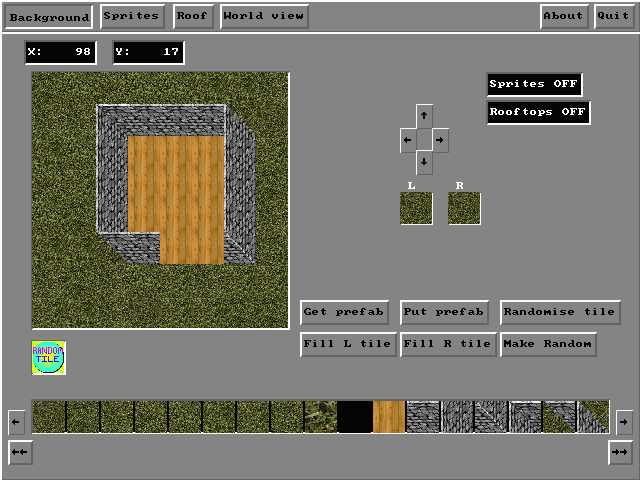 Background Sprites Roof World view About Quit
X: 98 Y: 17
Sprites OFF
Rooftops OFF
L R
Get prefab Put prefab Randomise tile
Fill L tile Fill R tile Make Random
RANDOM
TILE